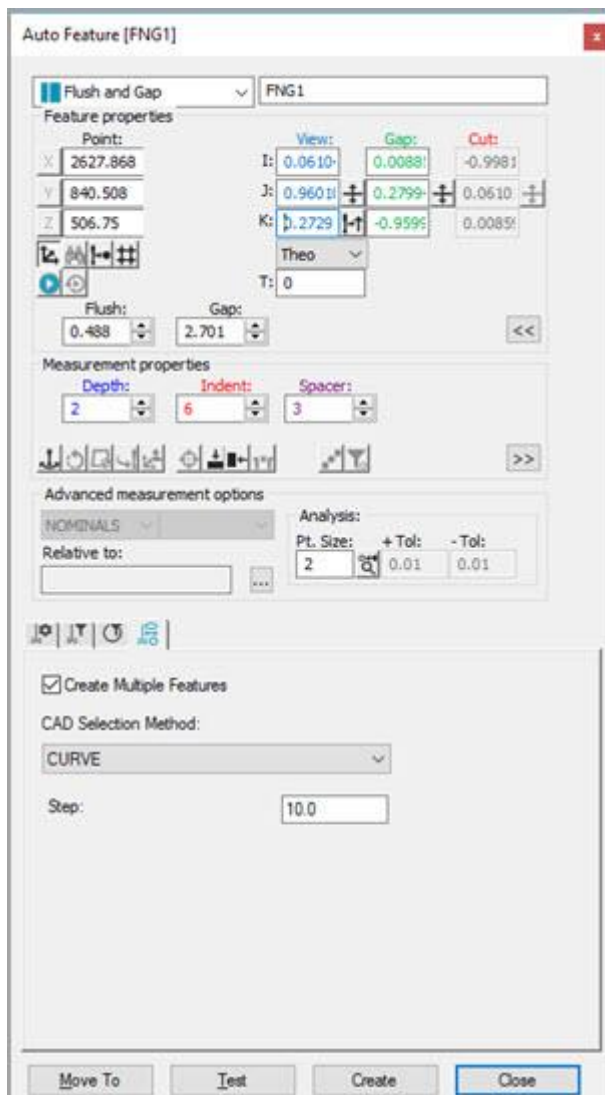 Auto Feature [FNG1]
x
Flush and Gap FNG1
Feature properties
Point: View: Gap: Cut:
X 2627.868 I: 0.0610 0.0088 -0.9981
Y 840.508 J: 0.9601 0.2799 0.0610
Z 506.75 K: 0.2729 -0.9599 0.0085
Theo
T: 0
Flush: Gap:
0.488 2.701 <<
Measurement properties
Depth: Indent: Spacer:
2 6 3
>>
Advanced measurement options
NOMINALS
Analysis:
Relative to: Pt. Size: +Tol: -Tol:
... 2 0.01 0.01
Create Multiple Features
CAD Selection Method:
CURVE
Step: 10.0
Move To Test Create Close